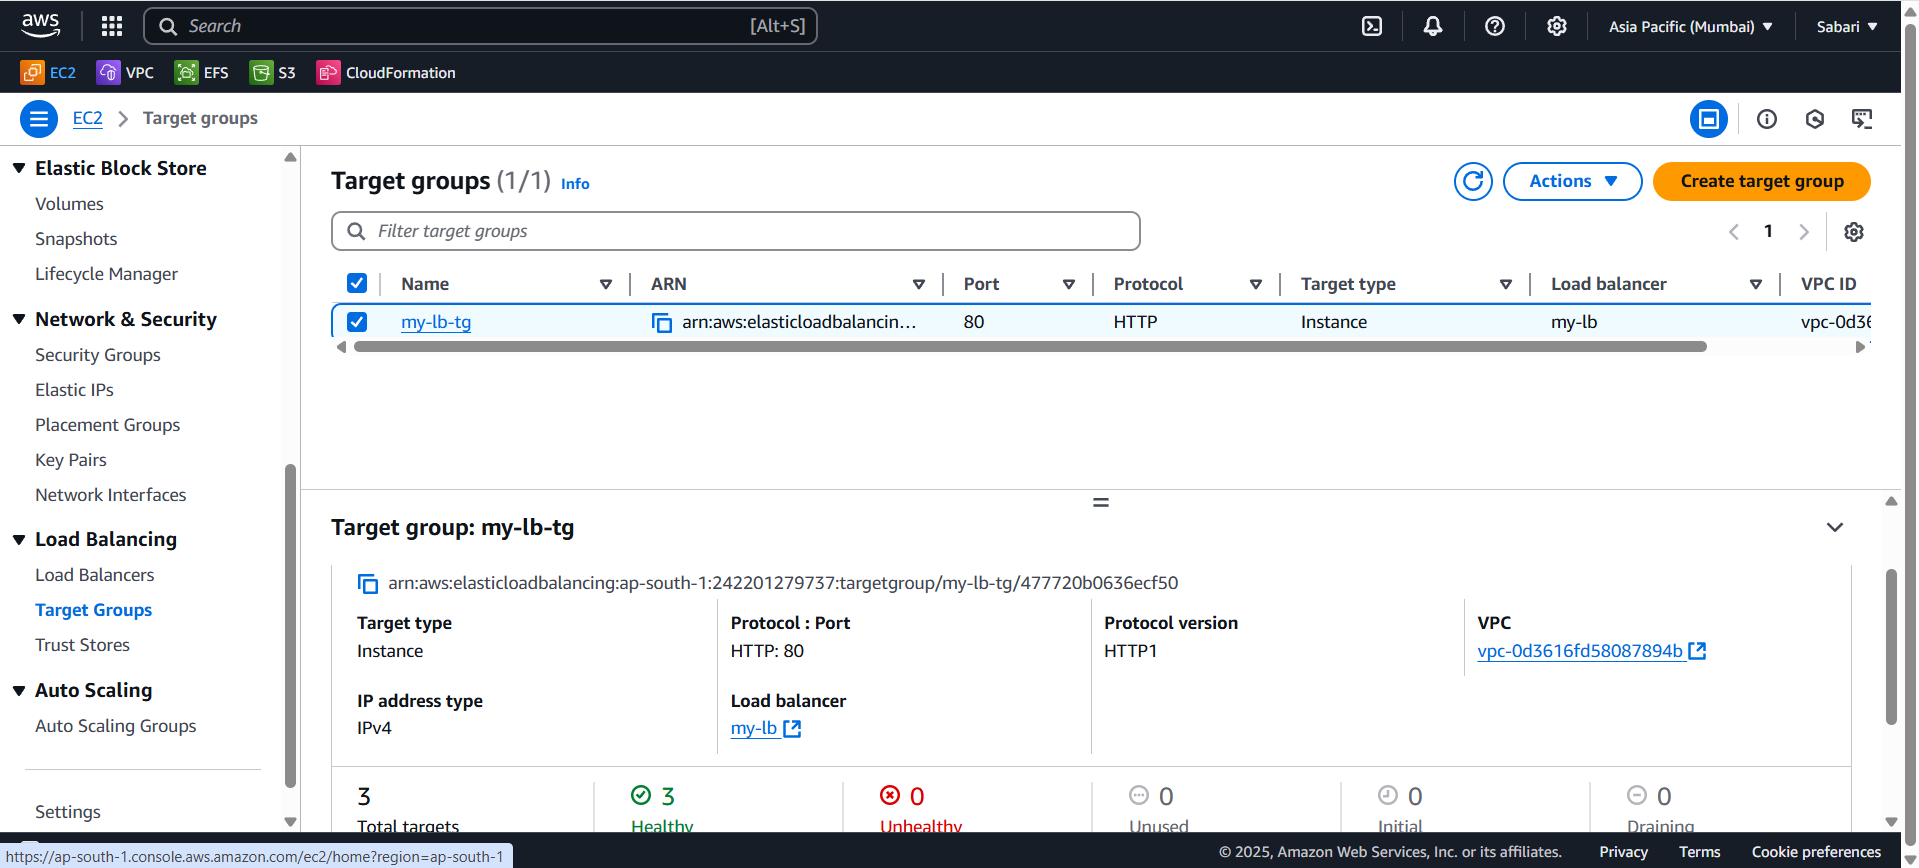 aws
Search [Alt+S]
Asia Pacific (Mumbai) Sabari
EC2 VPC EFS S3 CloudFormation
EC2 Target groups
Elastic Block Store
Volumes
Snapshots
Lifecycle Manager
Network & Security
Security Groups
Elastic IPs
Placement Groups
Key Pairs
Network Interfaces
Load Balancing
Load Balancers
Target Groups
Trust Stores
Auto Scaling
Auto Scaling Groups
Settings
Target groups (1/1) Info
Actions Create target group
Filter target groups
1
Name ARN Port Protocol Target type Load balancer VPC ID
my-lb-tg arn:aws:elasticloadbalancin… 80 HTTP Instance my-lb vpc-0d36
Target group: my-lb-tg
arn:aws:elasticloadbalancing:ap-south-1:242201279737:targetgroup/my-lb-tg/477720b0636ecf50
Target type Protocol : Port Protocol version VPC
Instance HTTP: 80 HTTP1 vpc-0d3616fd58087894b
IP address type Load balancer
IPv4 my-lb
3 3 0 0 0 0
Total targets Healthy Unhealthy Unused Initial Draining
https://ap-south-1.console.aws.amazon.com/ec2/home?region=ap-south-1
© 2025, Amazon Web Services, Inc. or its affiliates. Privacy Terms Cookie preferences